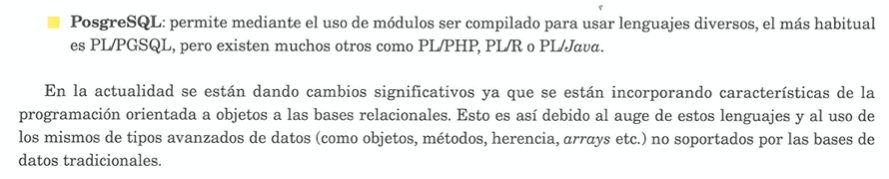 PosgreSQL: permite mediante el uso de módulos ser compilado para usar lenguajes diversos, el más habitual
es PL/PGSQL, pero existen muchos otros como PL/PHP, PL/R o PL/Java.
En la actualidad se están dando cambios significativos ya que se están incorporando características de la
programación orientada a objetos a las bases relacionales. Esto es así debido al auge de estos lenguajes y al uso de
los mismos de tipos avanzados de datos (como objetos, métodos, herencia, arrays etc.) no soportados por las bases de
datos tradicionales.